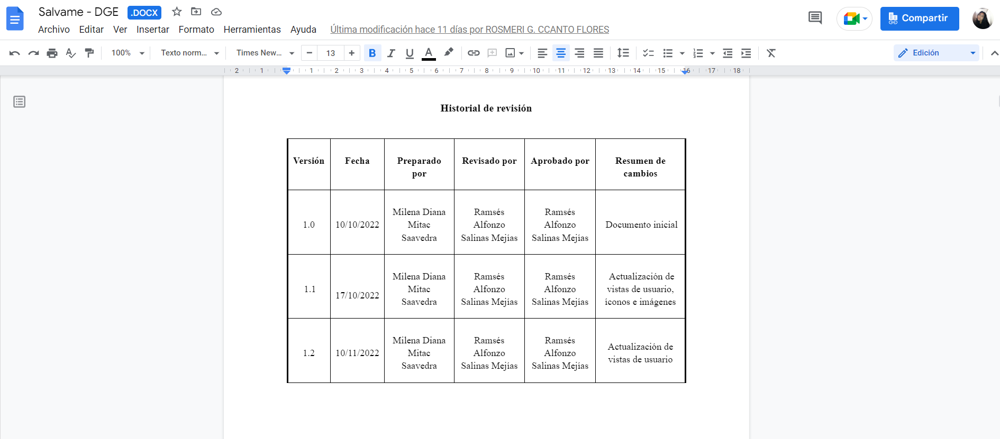 Salvame - DGE .DOCX
Archivo Editar Ver Insertar Formato Herramientas Ayuda Última modificación hace 11 días por ROSMERI G. CCANTO FLORES
Compartir
100% Texto norm... Times New... − 13 + B I U A Edición
2 1 1 2 3 4 5 6 7 8 9 10 11 12 13 14 15 16 17 18
Historial de revisión
Versión Fecha Preparado por Revisado por Aprobado por Resumen de cambios
1.0 10/10/2022 Milena Diana Mitac Saavedra Ramsés Alfonzo Salinas Mejías Ramsés Alfonzo Salinas Mejías Documento inicial
1.1 17/10/2022 Milena Diana Mitac Saavedra Ramsés Alfonzo Salinas Mejías Ramsés Alfonzo Salinas Mejías Actualización de vistas de usuario, íconos e imágenes
1.2 10/11/2022 Milena Diana Mitac Saavedra Ramsés Alfonzo Salinas Mejías Ramsés Alfonzo Salinas Mejías Actualización de vistas de usuario